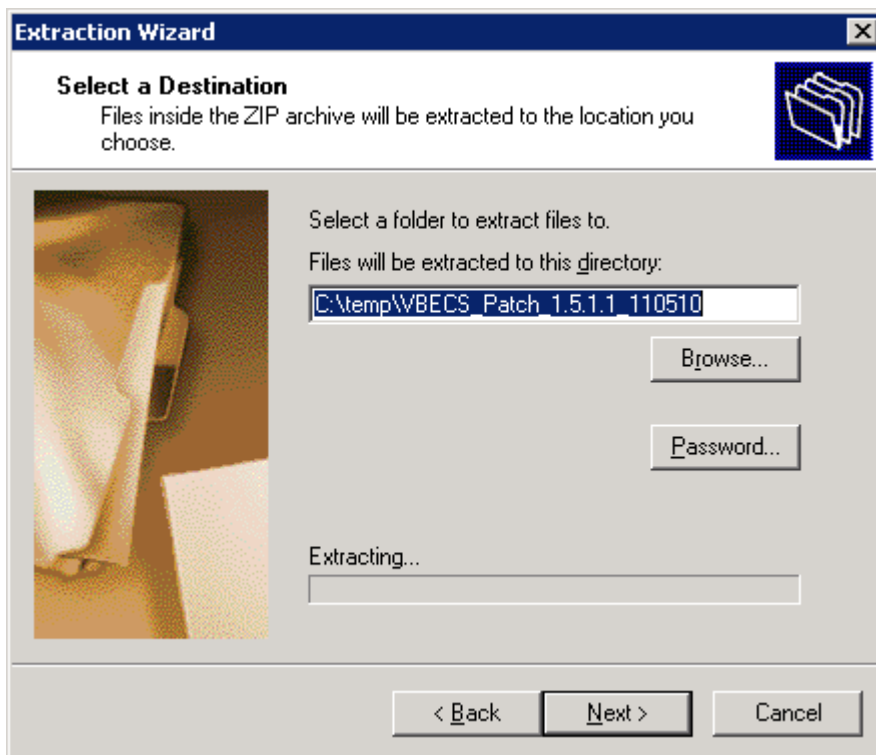 Extraction Wizard
Select a Destination
Files inside the ZIP archive will be extracted to the location you
choose.
Select a folder to extract files to.
Files will be extracted to this directory:
C:\temp\VBECS_Patch_1.5.1.1_110510
Browse...
Password...
Extracting...
< Back
Next >
Cancel